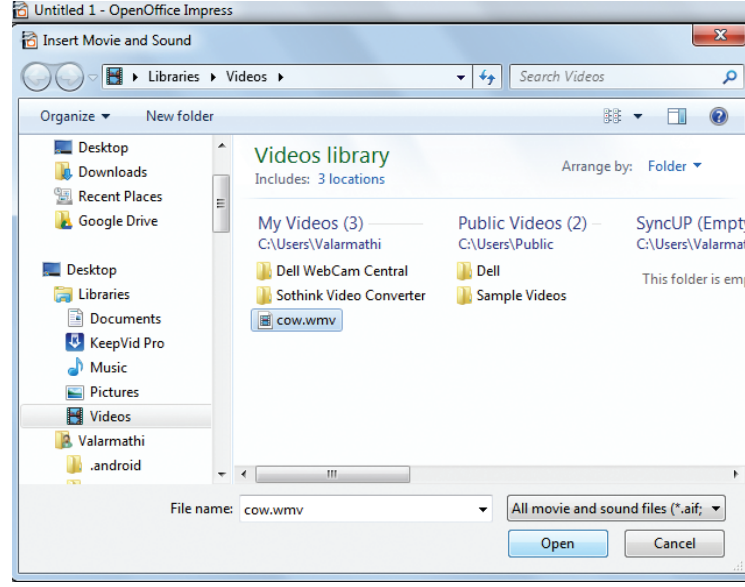 Untitled 1 - OpenOffice Impress
Insert Movie and Sound
Libraries Videos
Search Videos
Organize
New folder
Desktop
Downloads
Recent Places
Google Drive
Desktop
Libraries
Documents
KeepVid Pro
Music
Pictures
Videos
Valarmathi
.android
Videos library
Includes: 3 locations
Arrange by: Folder
My Videos (3)
C:\Users\Valarmathi
Dell WebCam Central
Sothink Video Converter
cow.wmv
Public Videos (2)
C:\Users\Public
Dell
Sample Videos
SyncUP (Empt
C:\Users\Valarmat
This folder is emp
File name: cow.wmv
All movie and sound files (*.aif;
Open
Cancel